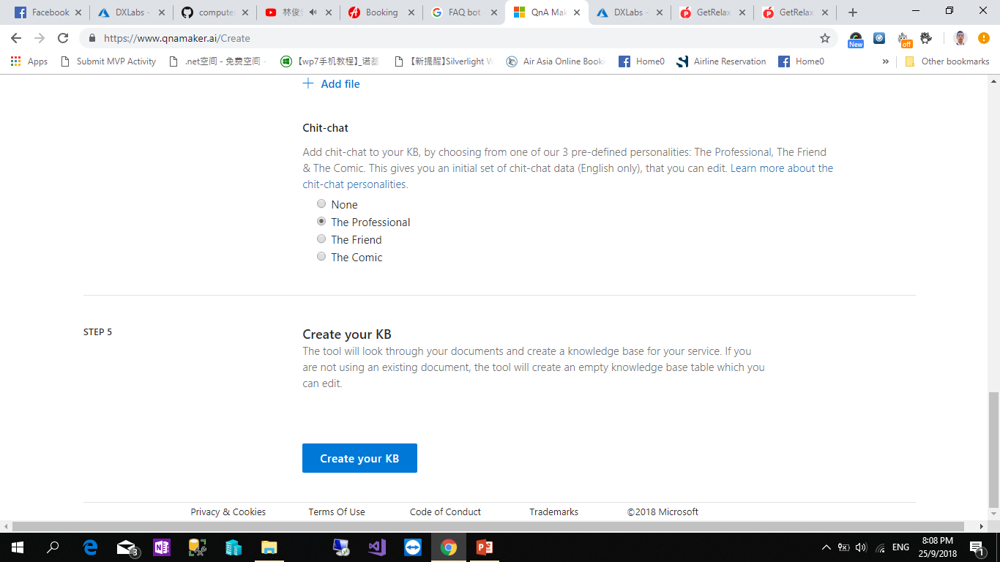 Facebook
DXLabs -
computer
林俊
Booking
FAQ bot
QnA Mak
DXLabs -
GetRelax
GetRelax
https://www.qnamaker.ai/Create
New
off
Apps
Submit MVP Activity
.net空间 - 免费空间 -
【wp7手机教程】_诺基
【新提醒】Silverlight W
Air Asia Online Booki
Home0
Airline Reservation
Home0
»
Other bookmarks
Add file
Chit-chat
Add chit-chat to your KB, by choosing from one of our 3 pre-defined personalities: The Professional, The Friend
& The Comic. This gives you an initial set of chit-chat data (English only), that you can edit. Learn more about the
chit-chat personalities.
None
The Professional
The Friend
The Comic
STEP 5
Create your KB
The tool will look through your documents and create a knowledge base for your service. If you
are not using an existing document, the tool will create an empty knowledge base table which you
can edit.
Create your KB
Privacy & Cookies
Terms Of Use
Code of Conduct
Trademarks
©2018 Microsoft
3
ENG
8:08 PM
25/9/2018
1